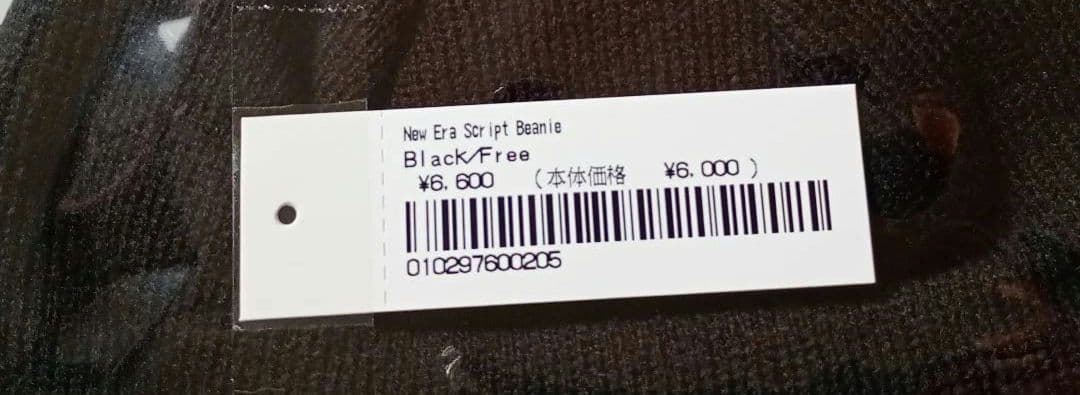 New Era Script Beanie
Black/Free
¥6,600 (本体価格 ¥6,000)
010297600205